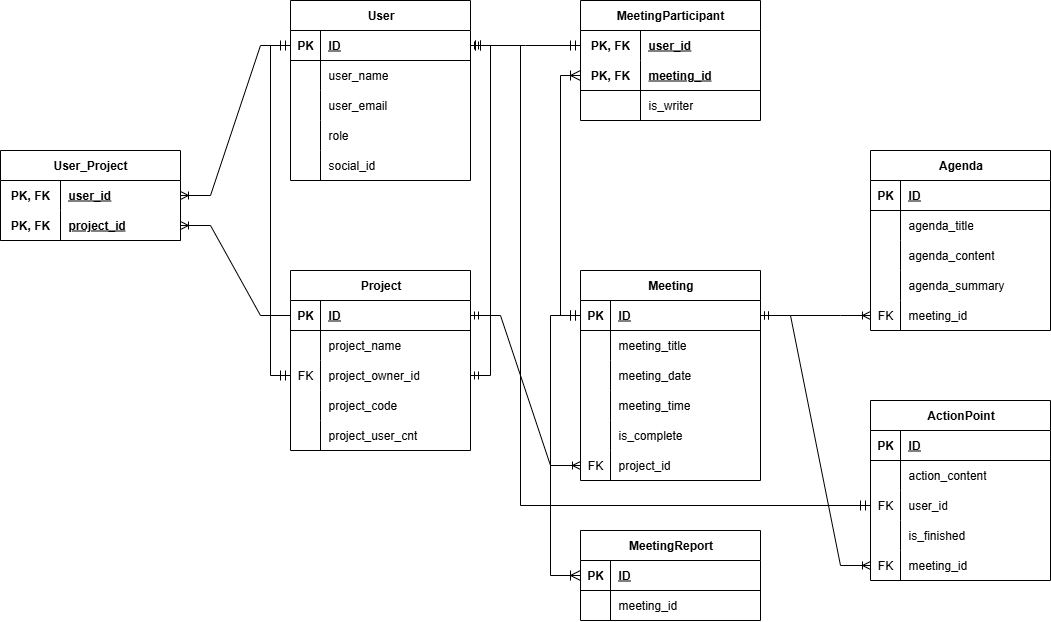 User
PK ID
user_name
user_email
role
social_id
MeetingParticipant
PK, FK user_id
PK, FK meeting_id
is_writer
User_Project
PK, FK user_id
PK, FK project_id
Agenda
PK ID
agenda_title
agenda_content
agenda_summary
FK meeting_id
Project
PK ID
project_name
FK project_owner_id
project_code
project_user_cnt
Meeting
PK ID
meeting_title
meeting_date
meeting_time
is_complete
FK project_id
ActionPoint
PK ID
action_content
FK user_id
is_finished
FK meeting_id
MeetingReport
PK ID
meeting_id